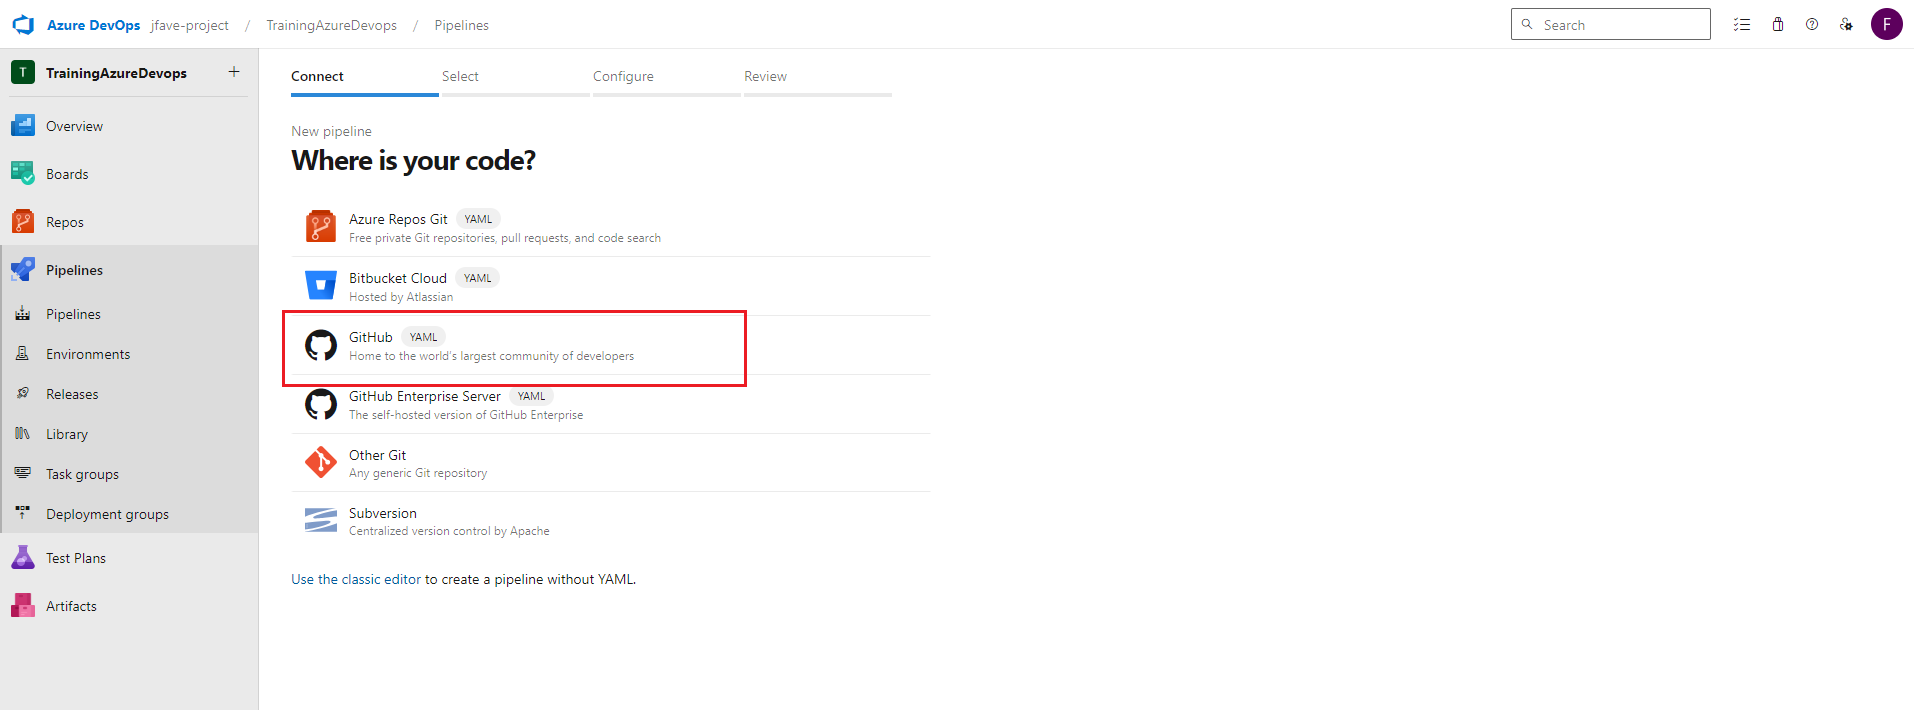 Azure DevOps jfave-project / TrainingAzureDevops / Pipelines
Search
F
T TrainingAzureDevops +
Overview
Boards
Repos
Pipelines
Pipelines
Environments
Releases
Library
Task groups
Deployment groups
Test Plans
Artifacts
Connect Select Configure Review
New pipeline
Where is your code?
Azure Repos Git YAML
Free private Git repositories, pull requests, and code search
Bitbucket Cloud YAML
Hosted by Atlassian
GitHub YAML
Home to the world's largest community of developers
GitHub Enterprise Server YAML
The self-hosted version of GitHub Enterprise
Other Git
Any generic Git repository
Subversion
Centralized version control by Apache
Use the classic editor to create a pipeline without YAML.